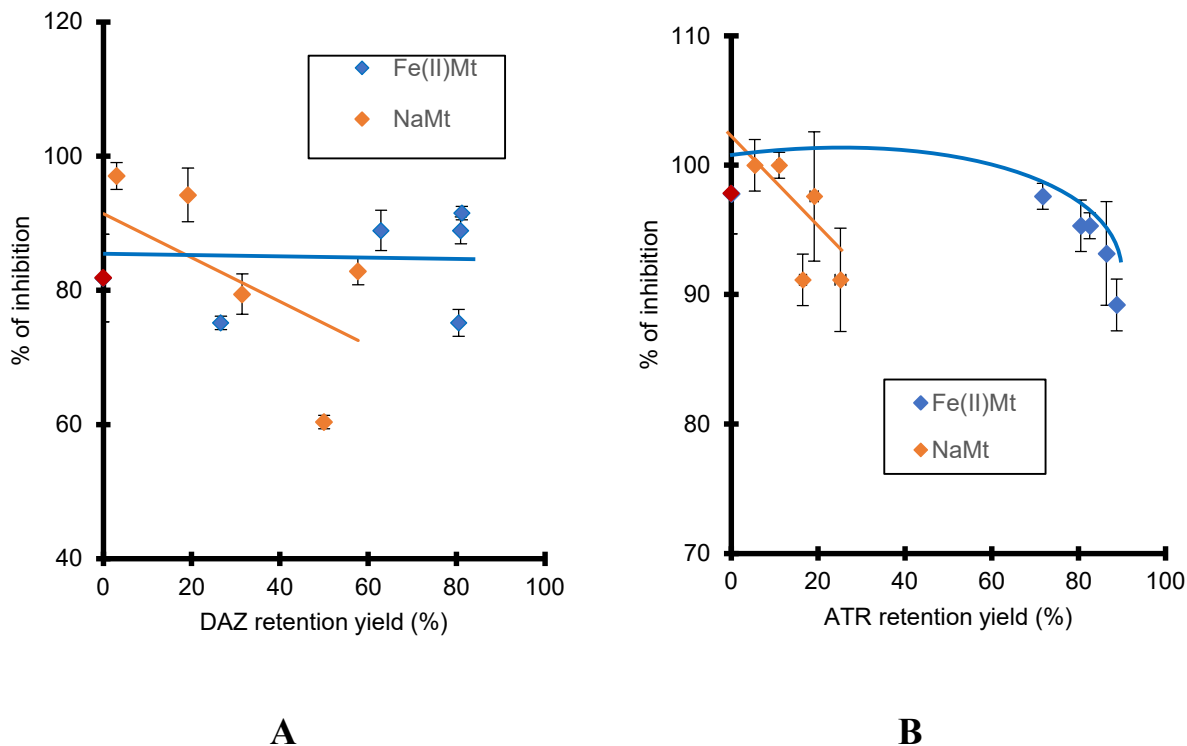 120
100
80
60
40
% of inhibition
Fe(II)Mt
NaMt
0 20 40 60 80 100
DAZ retention yield (%)
A
110
100
90
80
70
% of inhibition
Fe(II)Mt
NaMt
0 20 40 60 80 100
ATR retention yield (%)
B